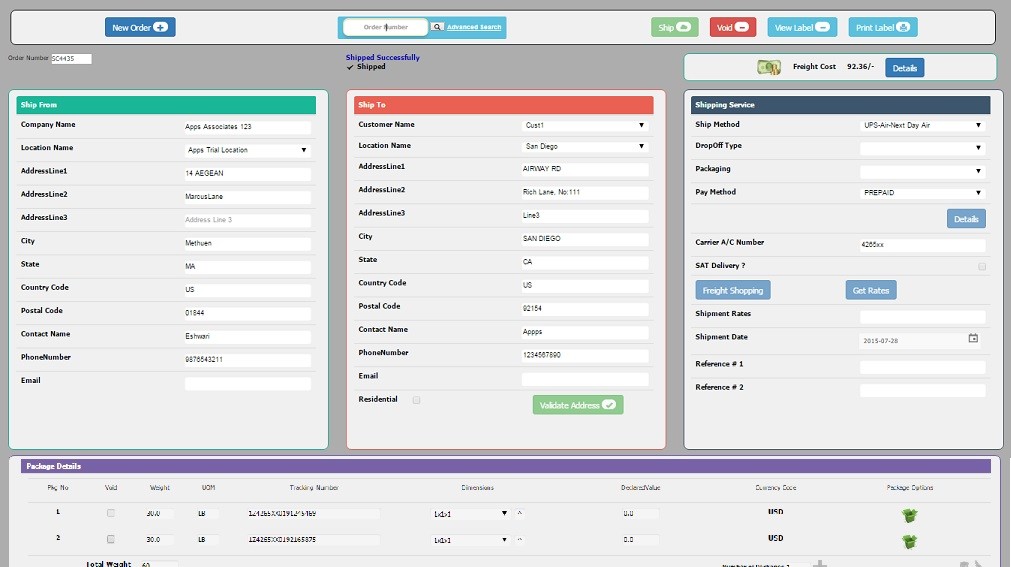 New Order
Order Number
Advanced Search
Ship
Void
View Label
Print Label
Order Number SC4435
Shipped Successfully
Shipped
Freight Cost 92.36/-
Details
Ship From
Company Name Apps Associates 123
Location Name Apps Trial Location
AddressLine1 14 AEGEAN
AddressLine2 MarcusLane
AddressLine3 Address Line 3
City Methuen
State MA
Country Code US
Postal Code 01844
Contact Name Eshwari
PhoneNumber 9876543211
Email
Ship To
Customer Name Cust1
Location Name San Diego
AddressLine1 AIRWAY RD
AddressLine2 Rich Lane, No:111
AddressLine3 Line3
City SAN DIEGO
State CA
Country Code US
Postal Code 92154
Contact Name Appps
PhoneNumber 1234567890
Email
Residential
Validate Address
Shipping Service
Ship Method UPS-Air-Next Day Air
DropOff Type
Packaging
Pay Method PREPAID
Details
Carrier A/C Number 4265xx
SAT Delivery ?
Freight Shopping Get Rates
Shipment Rates
Shipment Date 2015-07-28
Reference # 1
Reference # 2
Package Details
Pkg No Void Weight UOM Tracking Number Dimensions DeclaredValue Currency Code Package Options
1 30.0 LB 1x1x1 0.0 USD
2 30.0 LB 1x1x1 0.0 USD
Total Weight 60